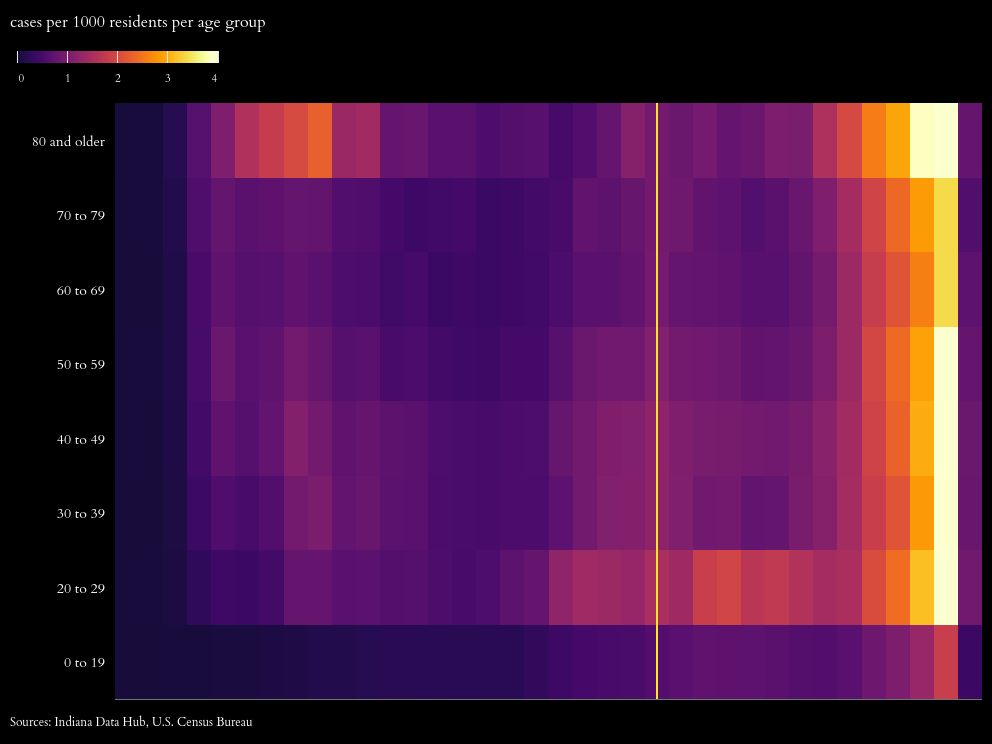 cases per 1000 residents per age group
0 1 2 3 4
80 and older
70 to 79
60 to 69
50 to 59
40 to 49
30 to 39
20 to 29
0 to 19
Sources: Indiana Data Hub, U.S. Census Bureau